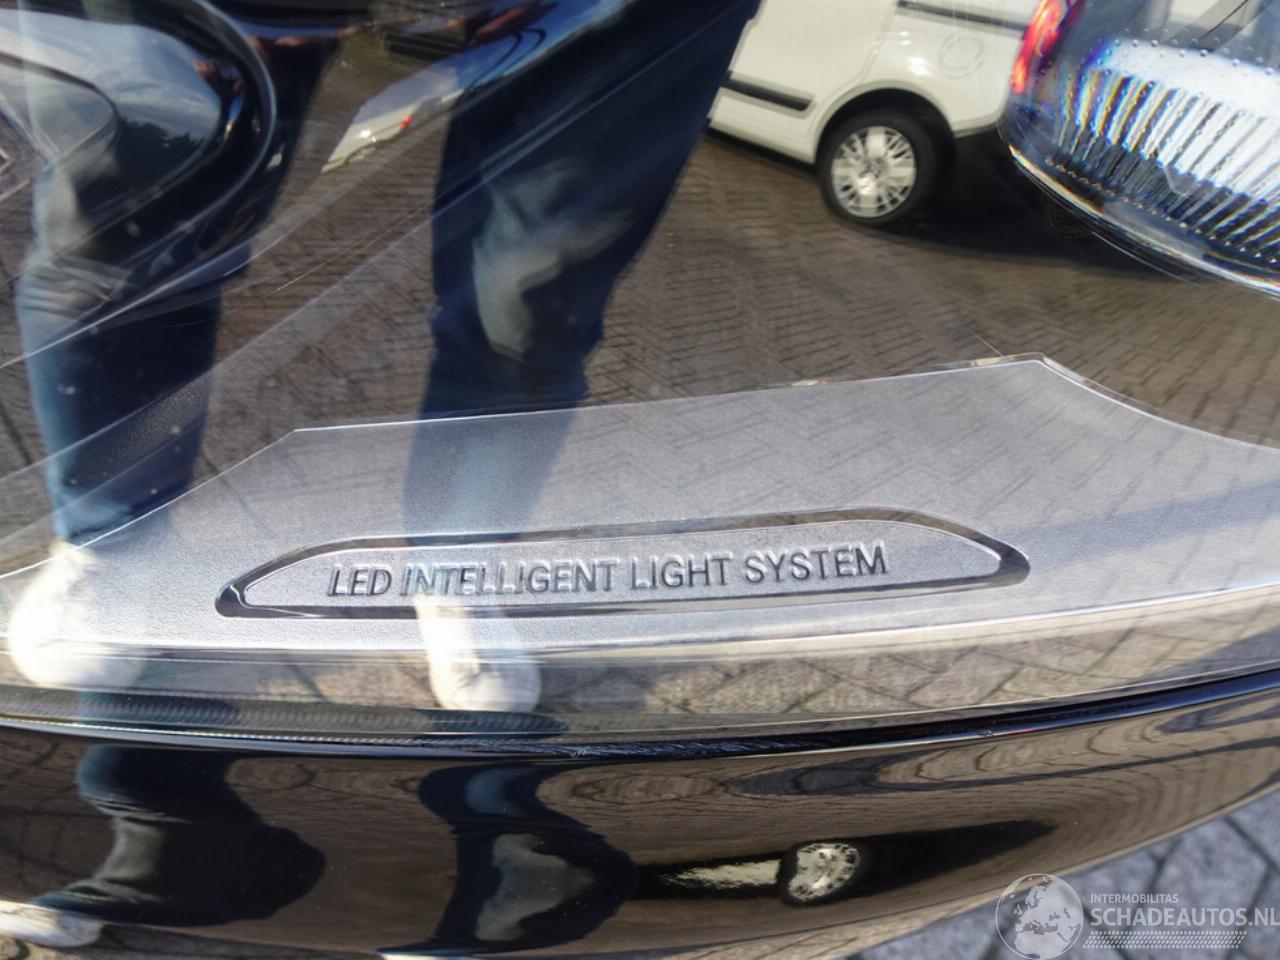 LED INTELLIGENT LIGHT SYSTEM
INTERMOBILITAS
SCHADEAUTOS.NL